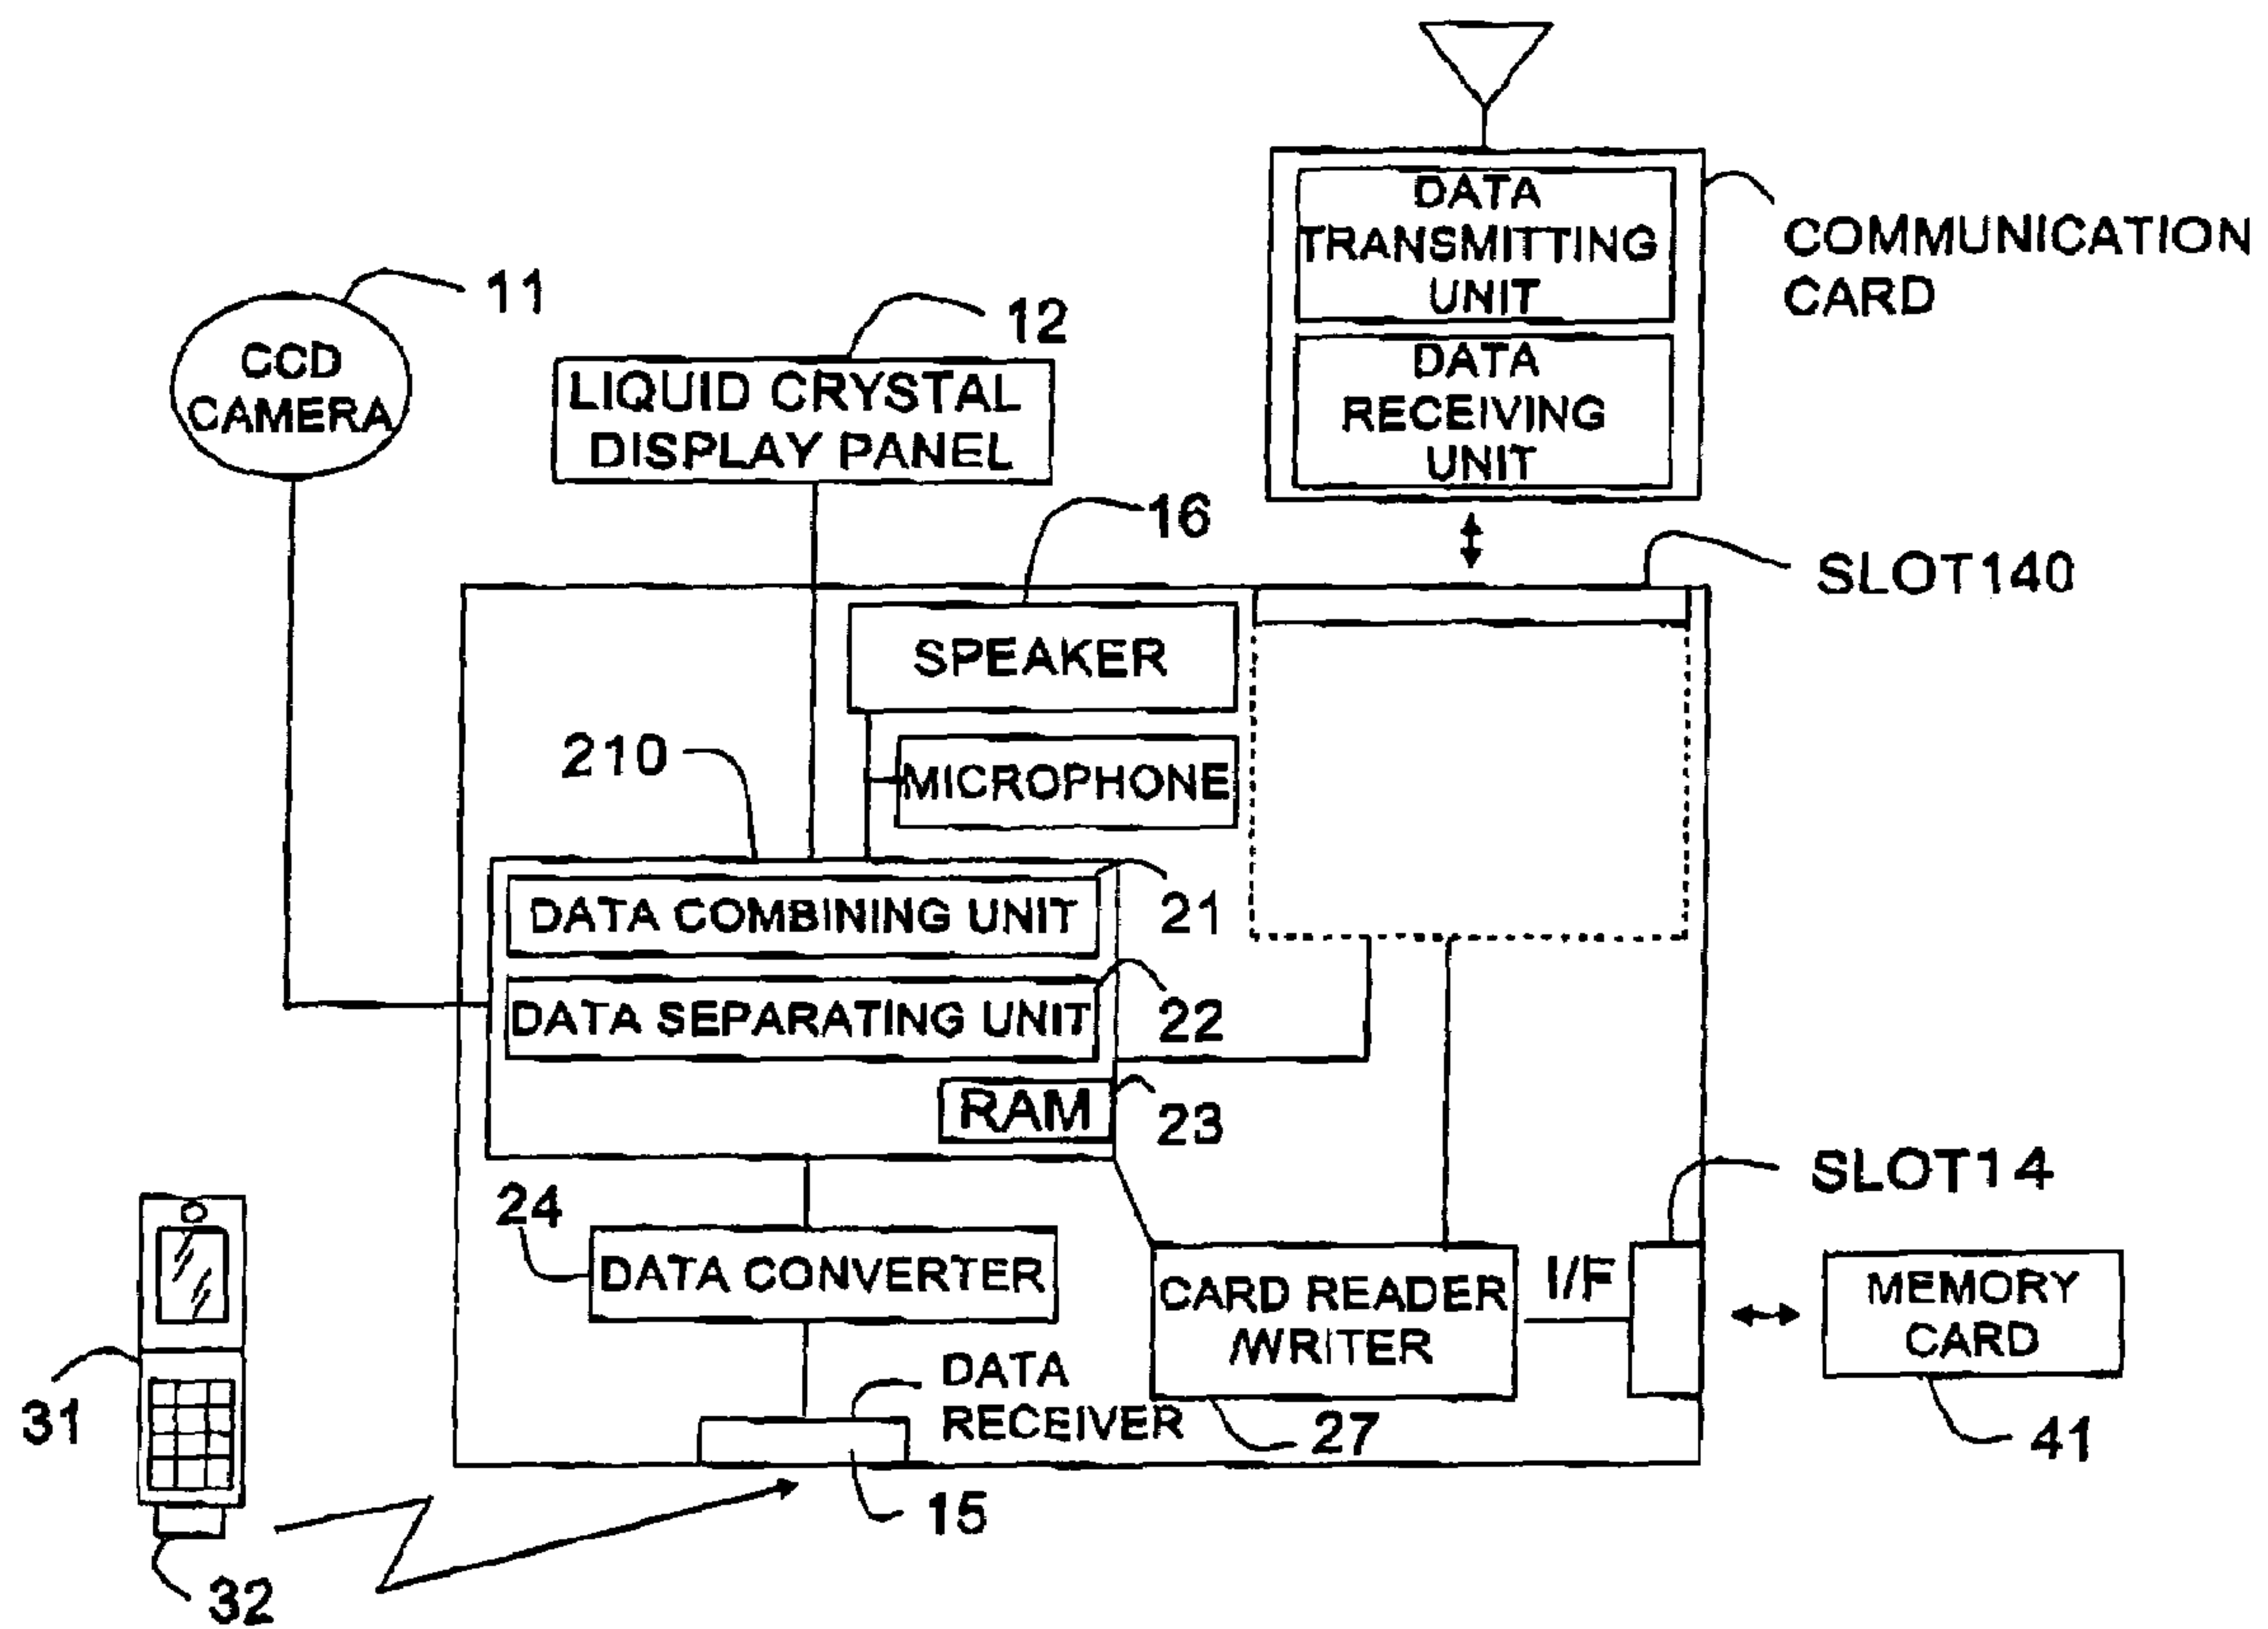 DATA
TRANSMITTING
UNIT
DATA
RECEIVING
UNIT
COMMUNICATION
CARD
11
CCD
CAMERA
12
LIQUID CRYSTAL
DISPLAY PANEL
16
SLOT140
SPEAKER
210
MICROPHONE
DATA COMBINING UNIT
21
DATA SEPARATING UNIT
22
RAM
23
SLOT14
24
DATA CONVERTER
CARD READER
/WRITER
I/F
MEMORY
CARD
DATA
RECEIVER
31
27
41
15
32